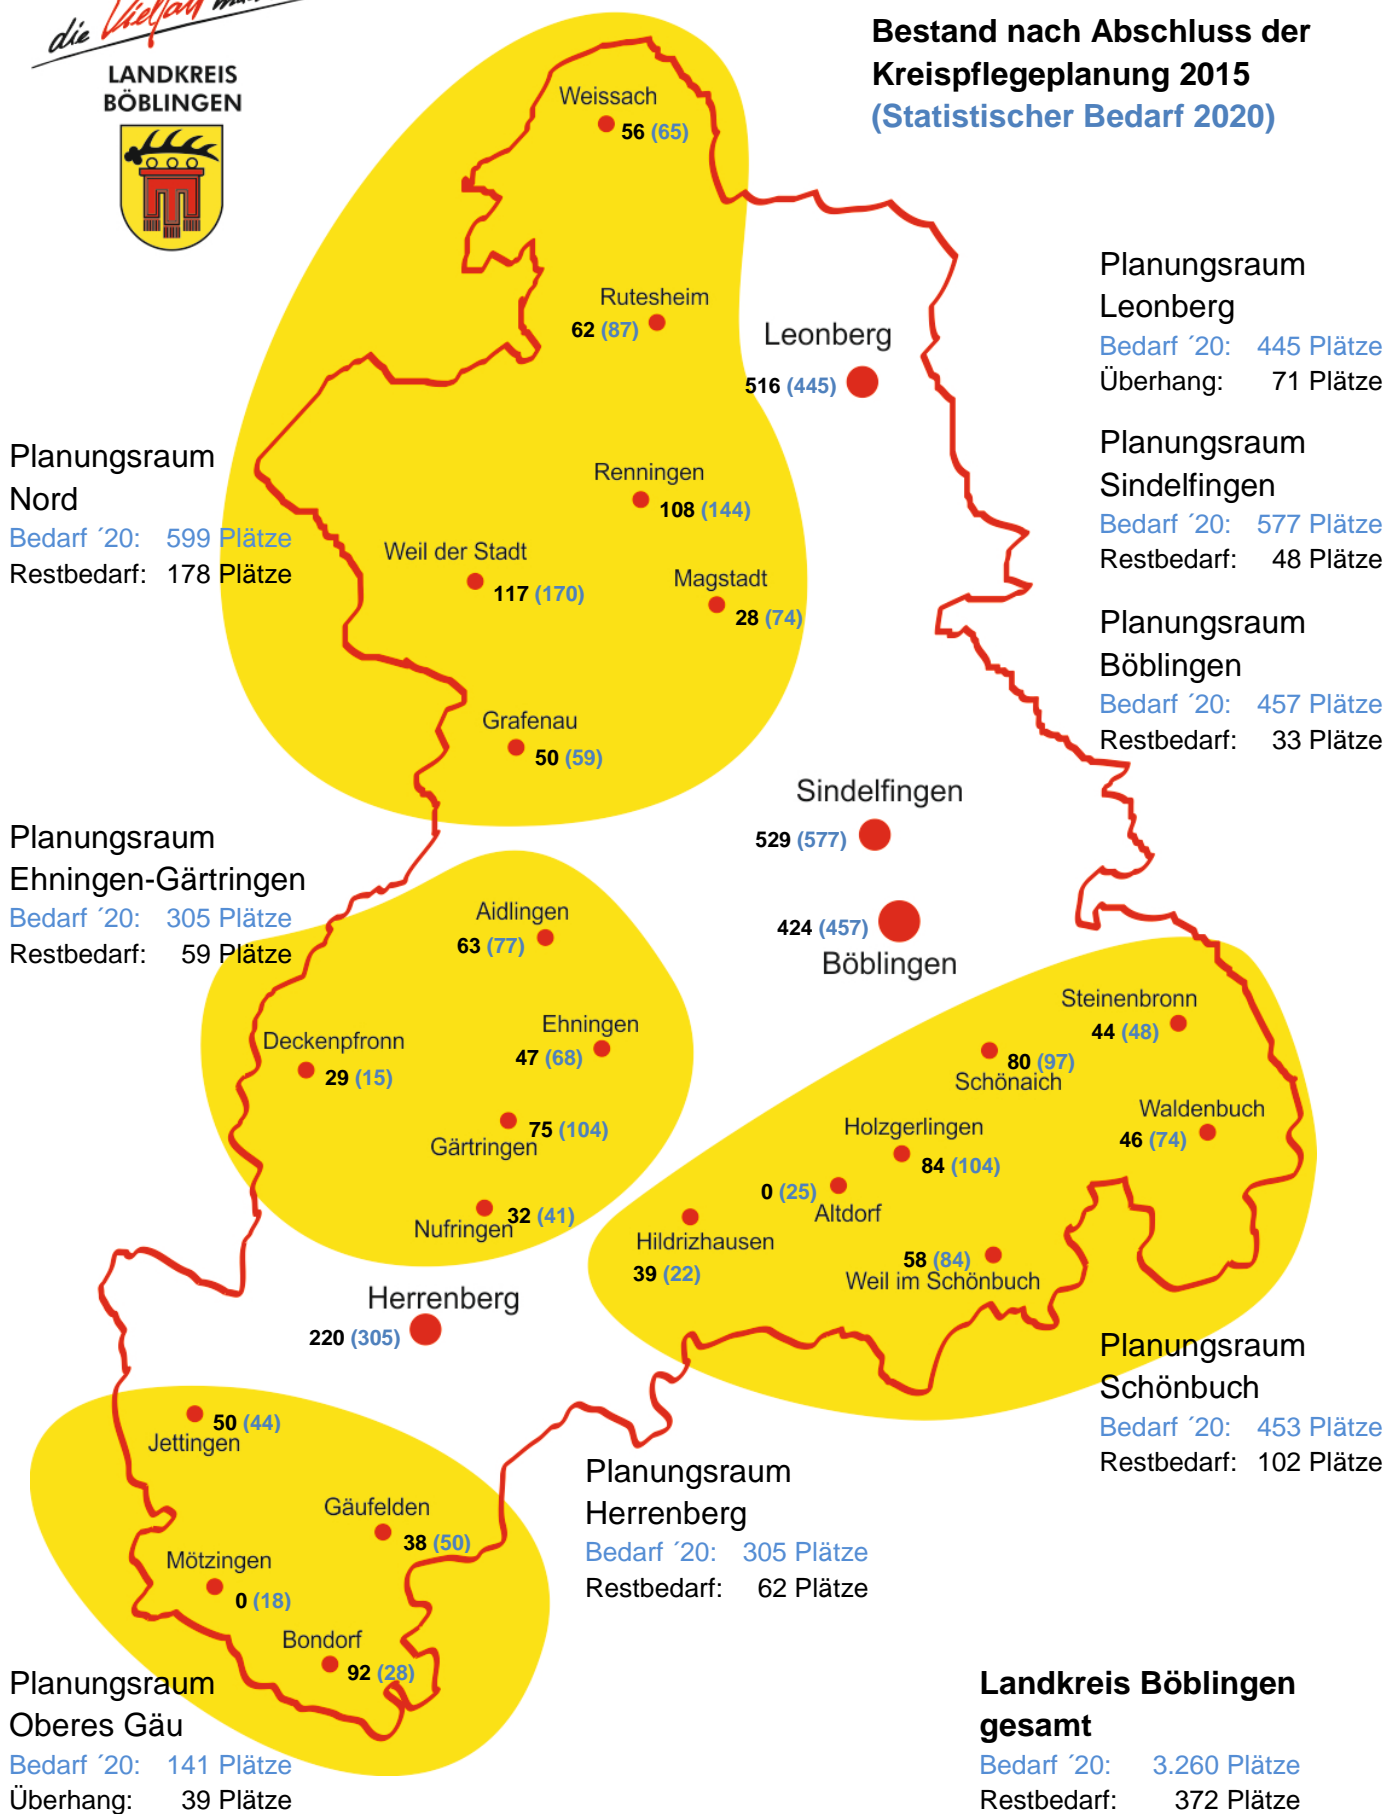 die Vielfalt
LANDKREIS
BÖBLINGEN
Bestand nach Abschluss der
Kreispflegeplanung 2015
(Statistischer Bedarf 2020)
Weissach
56 (65)
Rutesheim
62 (87)
Leonberg
516 (445)
Planungsraum
Leonberg
Bedarf ´20: 445 Plätze
Überhang: 71 Plätze
Planungsraum
Nord
Bedarf ´20: 599 Plätze
Restbedarf: 178 Plätze
Renningen
108 (144)
Weil der Stadt
117 (170)
Magstadt
28 (74)
Grafenau
50 (59)
Planungsraum
Sindelfingen
Bedarf ´20: 577 Plätze
Restbedarf: 48 Plätze
Planungsraum
Böblingen
Bedarf ´20: 457 Plätze
Restbedarf: 33 Plätze
Sindelfingen
529 (577)
424 (457)
Böblingen
Planungsraum
Ehningen-Gärtringen
Bedarf ´20: 305 Plätze
Restbedarf: 59 Plätze
Aidlingen
63 (77)
Ehningen
47 (68)
Deckenpfronn
29 (15)
75 (104)
Gärtringen
32 (41)
Nufringen
Steinenbronn
44 (48)
80 (97)
Schönaich
Waldenbuch
46 (74)
Holzgerlingen
84 (104)
0 (25)
Altdorf
Hildrizhausen
39 (22)
58 (84)
Weil im Schönbuch
Herrenberg
220 (305)
Planungsraum
Schönbuch
Bedarf ´20: 453 Plätze
Restbedarf: 102 Plätze
50 (44)
Jettingen
Gäufelden
38 (50)
Mötzingen
0 (18)
Bondorf
92 (28)
Planungsraum
Herrenberg
Bedarf ´20: 305 Plätze
Restbedarf: 62 Plätze
Planungsraum
Oberes Gäu
Bedarf ´20: 141 Plätze
Überhang: 39 Plätze
Landkreis Böblingen
gesamt
Bedarf ´20: 3.260 Plätze
Restbedarf: 372 Plätze